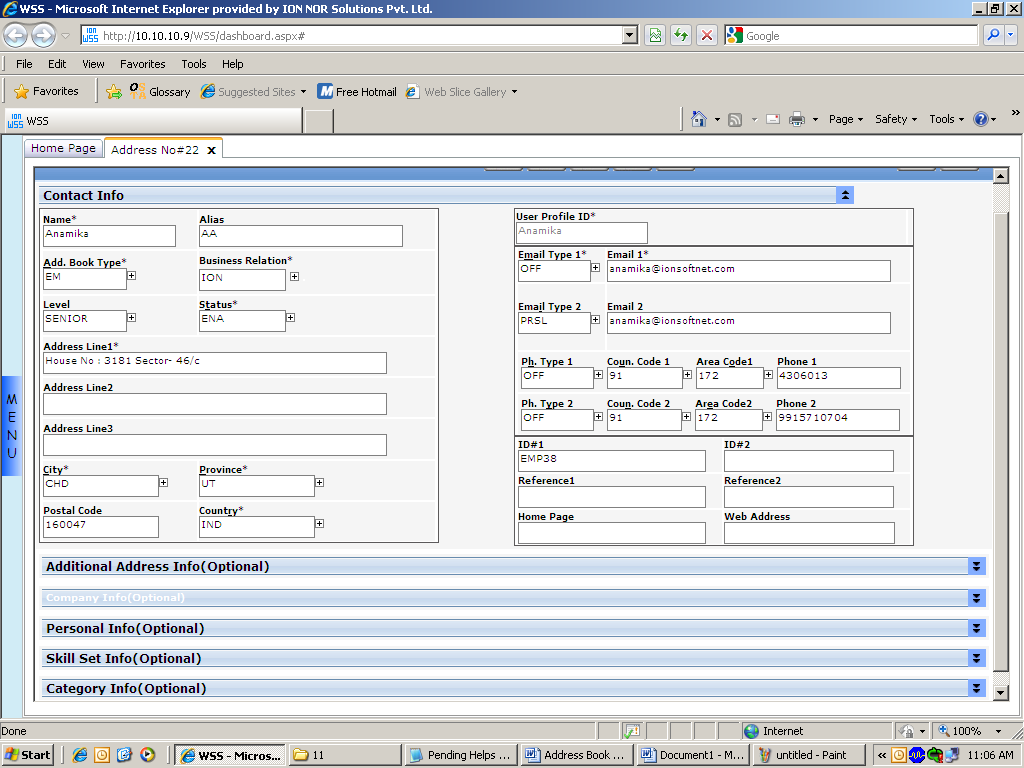 WSS - Microsoft Internet Explorer provided by ION NOR Solutions Pvt. Ltd.
ION WSS http://10.10.10.9/WSS/dashboard.aspx# Google
File Edit View Favorites Tools Help
Favorites Glossary Suggested Sites Free Hotmail Web Slice Gallery
ION WSS WSS Page Safety Tools »
Home Page Address No#22 x
MENU
Contact Info
Name* Alias
Anamika AA
Add. Book Type* Business Relation*
EM ION
Level Status*
SENIOR ENA
Address Line1*
House No : 3181 Sector- 46/c
Address Line2
Address Line3
City* Province*
CHD UT
Postal Code Country*
160047 IND
User Profile ID*
Anamika
Email Type 1* Email 1*
OFF anamika@ionsoftnet.com
Email Type 2 Email 2
PRSL anamika@ionsoftnet.com
Ph. Type 1 Coun. Code 1 Area Code1 Phone 1
OFF 91 172 4306013
Ph. Type 2 Coun. Code 2 Area Code2 Phone 2
OFF 91 172 9915710704
ID#1 ID#2
EMP38
Reference1 Reference2
Home Page Web Address
Additional Address Info(Optional)
Company Info(Optional)
Personal Info(Optional)
Skill Set Info(Optional)
Category Info(Optional)
Done Internet 100%
Start WSS - Micros... 11 Pending Helps ... Address Book ... Document1 - M... untitled - Paint « 11:06 AM